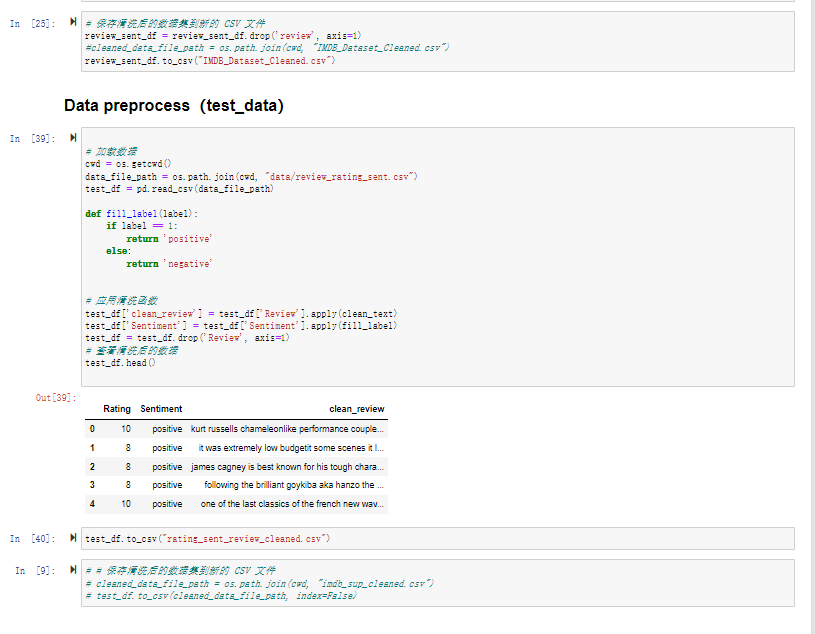 In [25]:
# 保存清洗后的数据集到新的 CSV 文件
review_sent_df = review_sent_df.drop('review', axis=1)
#cleaned_data_file_path = os.path.join(cwd, "IMDB_Dataset_Cleaned.csv")
review_sent_df.to_csv("IMDB_Dataset_Cleaned.csv")
Data preprocess（test_data）
In [39]:
# 加载数据
cwd = os.getcwd()
data_file_path = os.path.join(cwd, "data/review_rating_sent.csv")
test_df = pd.read_csv(data_file_path)
def fill_label(label):
if label == 1:
return 'positive'
else:
return 'negative'
# 应用清洗函数
test_df['clean_review'] = test_df['Review'].apply(clean_text)
test_df['Sentiment'] = test_df['Sentiment'].apply(fill_label)
test_df = test_df.drop('Review', axis=1)
# 查看清洗后的数据
test_df.head()
Out[39]:
Rating Sentiment clean_review
0 10 positive kurt russells chameleonlike performance couple...
1 8 positive it was extremely low budgetit some scenes it l...
2 8 positive james cagney is best known for his tough chara...
3 8 positive following the brilliant goykiba aka hanzo the ...
4 10 positive one of the last classics of the french new wav...
In [40]: test_df.to_csv("rating_sent_review_cleaned.csv")
In [9]:
# # 保存清洗后的数据集到新的 CSV 文件
# cleaned_data_file_path = os.path.join(cwd, "imdb_sup_cleaned.csv")
# test_df.to_csv(cleaned_data_file_path, index=False)